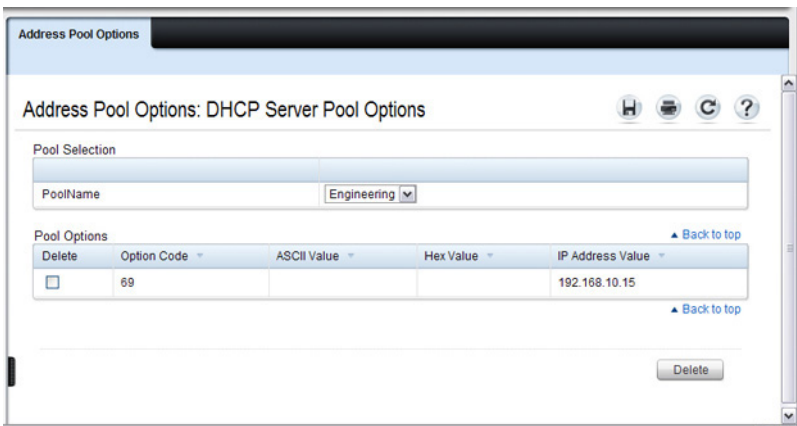 Address Pool Options
Address Pool Options: DHCP Server Pool Options
Pool Selection
PoolName Engineering
Pool Options Back to top
Delete Option Code ASCII Value Hex Value IP Address Value
69 192.168.10.15
Back to top
Delete